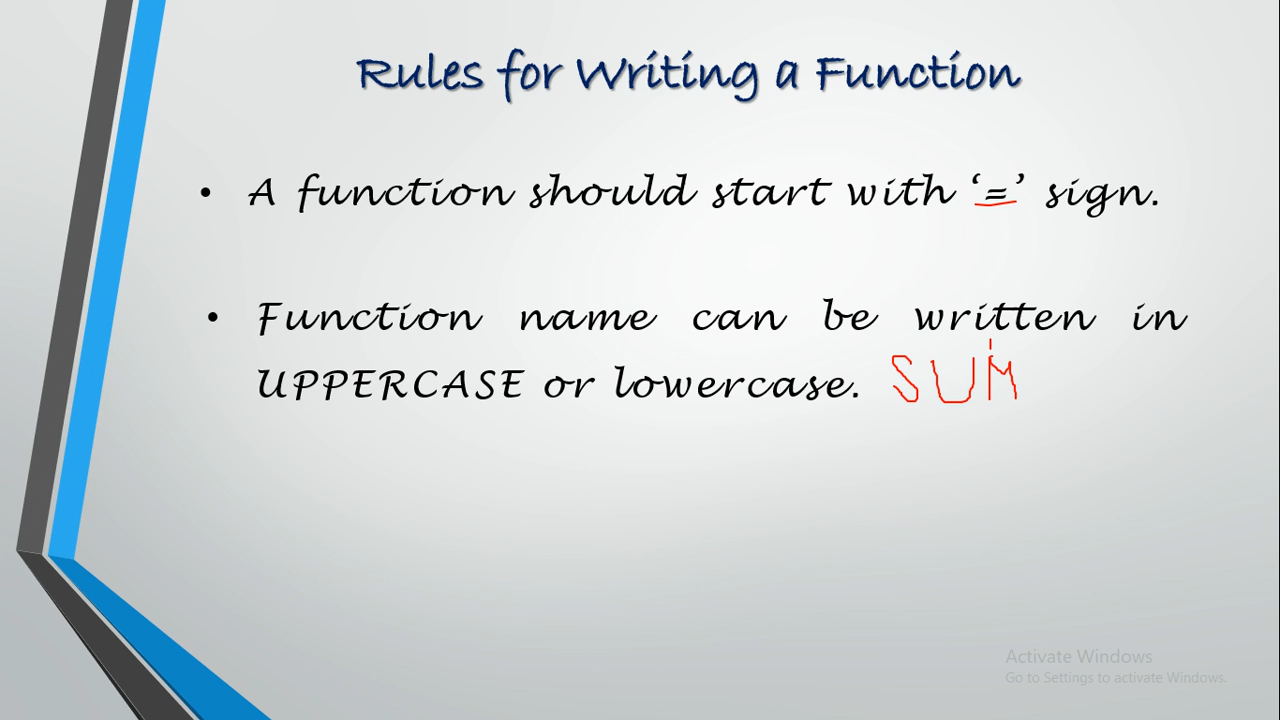 Rules for Writing a Function
• A function should start with ‘=’ sign.
• Function name can be written in
UPPERCASE or lowercase. SUM
Activate Windows
Go to Settings to activate Windows.